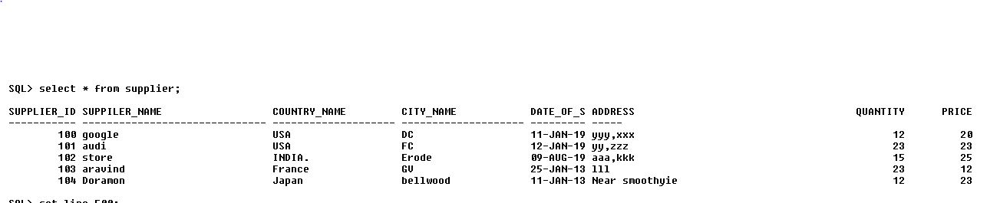 SQL> select * from supplier;
SUPPLIER_ID SUPPILER_NAME COUNTRY_NAME CITY_NAME DATE_OF_S ADDRESS QUANTITY PRICE
----------- ------------------------------ -------------------- -------------------- --------- ----- 
100 google USA DC 11-JAN-19 yyy,xxx 12 20
101 audi USA FC 12-JAN-19 yy,zzz 23 23
102 store INDIA. Erode 09-AUG-19 aaa,kkk 15 25
103 aravind France GV 25-JAN-13 lll 23 12
104 Doramon Japan bellwood 11-JAN-13 Near smoothyie 12 23
SQL> set line 500;